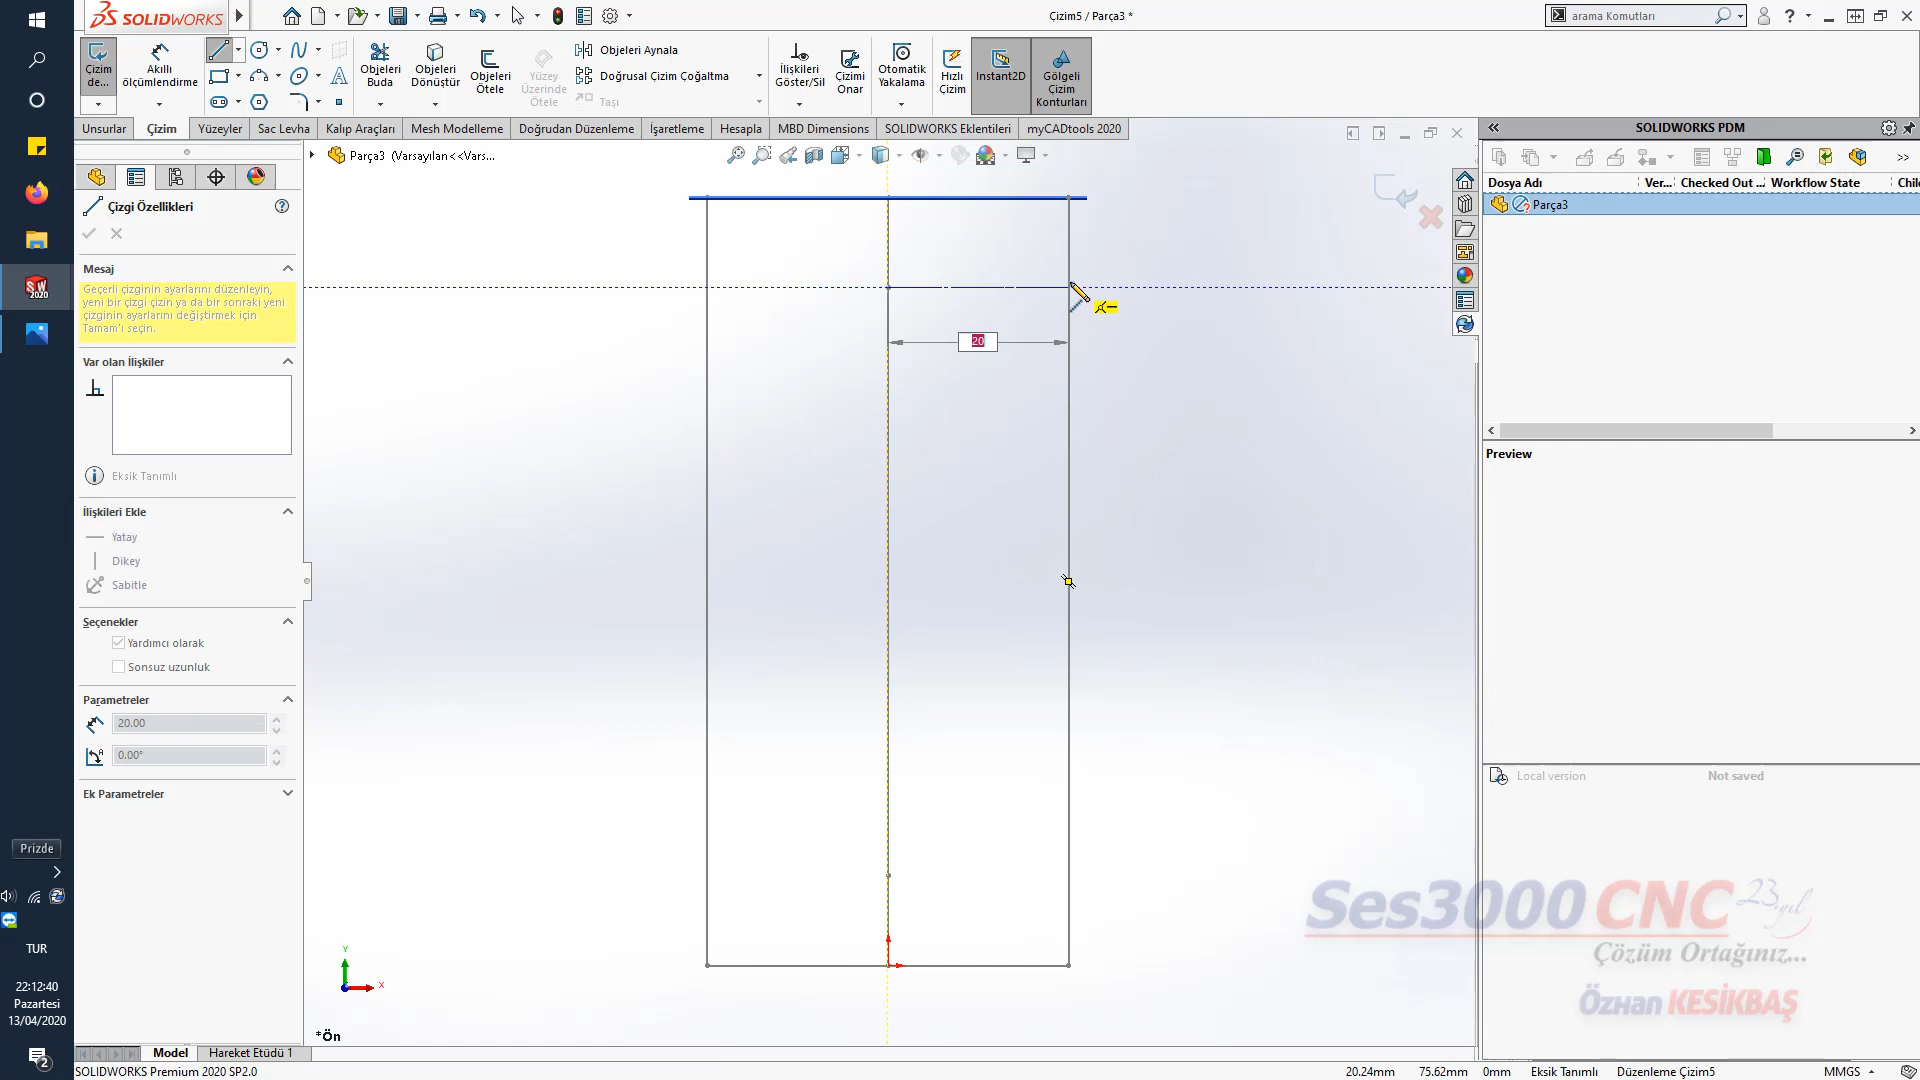 SOLIDWORKS
Çizim5 / Parça3 *
arama Komutları
Çizim
de...
Akıllı
ölçümlendirme
Objeleri
Buda
Objeleri
Dönüştür
Objeleri
Ötele
Yüzey
Üzerinde
Ötele
Objeleri Aynala
Doğrusal Çizim Çoğaltma
Taşı
İlişkileri
Göster/Sil
Çizimi
Onar
Otomatik
Yakalama
Hızlı
Çizim
Instant2D
Gölgeli
Çizim
Konturları
Unsurlar
Çizim
Yüzeyler
Sac Levha
Kalıp Araçları
Mesh Modelleme
Doğrudan Düzenleme
İşaretleme
Hesapla
MBD Dimensions
SOLIDWORKS Eklentileri
myCADtools 2020
SOLIDWORKS PDM
Parça3 (Varsayılan<<Vars...
Dosya Adı
Ver...
Checked Out ...
Workflow State
Chil
Parça3
Çizgi Özellikleri
Mesaj
Geçerli çizginin ayarlarını düzenleyin,
yeni bir çizgi çizin ya da bir sonraki yeni
çizginin ayarlarını değiştirmek için
Tamam'ı seçin.
Var olan İlişkiler
Eksik Tanımlı
İlişkileri Ekle
Yatay
Dikey
Sabitle
Seçenekler
Yardımcı olarak
Sonsuz uzunluk
Parametreler
20.00
0.00°
Ek Parametreler
20
Preview
Local version
Not saved
SW
2020
Prizde
TUR
22:12:40
Pazartesi
13/04/2020
2
Y
X
*Ön
Ses3000 CNC 23.yıl
Çözüm Ortağınız...
Özhan KESİKBAŞ
Model
Hareket Etüdü 1
SOLIDWORKS Premium 2020 SP2.0
20.24mm
75.62mm
0mm
Eksik Tanımlı
Düzenleme Çizim5
MMGS